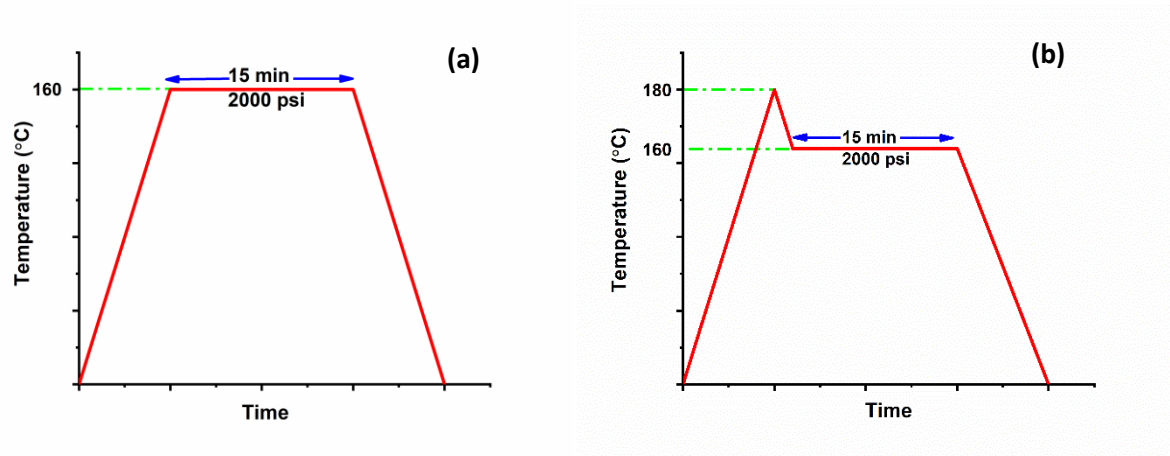 (a)
15 min
160
2000 psi
Temperature (°C)
Time
(b)
180
15 min
160
2000 psi
Temperature (°C)
Time